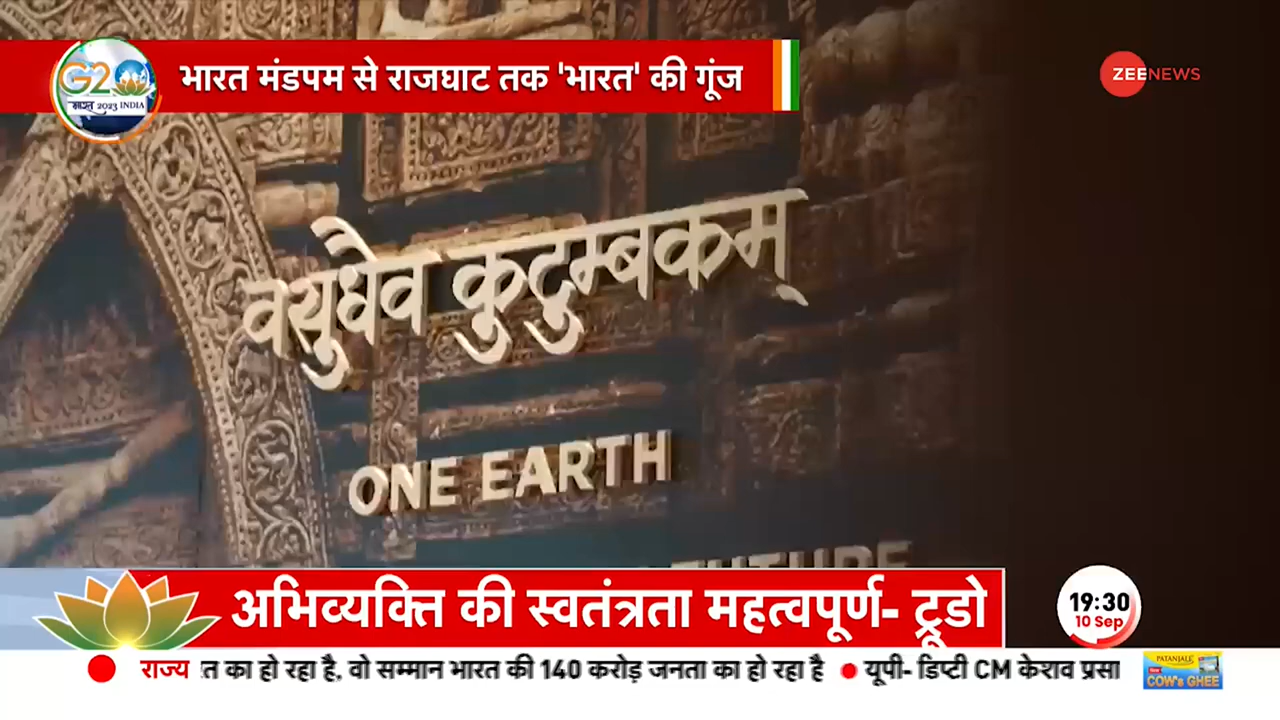 G20
भारत 2023 INDIA
भारत मंडपम से राजघाट तक 'भारत' की गूंज
ZEENEWS
वसुधैव कुटुम्बकम्
ONE EARTH
FUTURE
अभिव्यक्ति की स्वतंत्रता महत्वपूर्ण- ट्रूडो
19:30
10 Sep
राज्य त का हो रहा है, वो सम्मान भारत की 140 करोड़ जनता का हो रहा है • यूपी- डिप्टी CM केशव प्रसा
PATANJALI
COW's GHEE